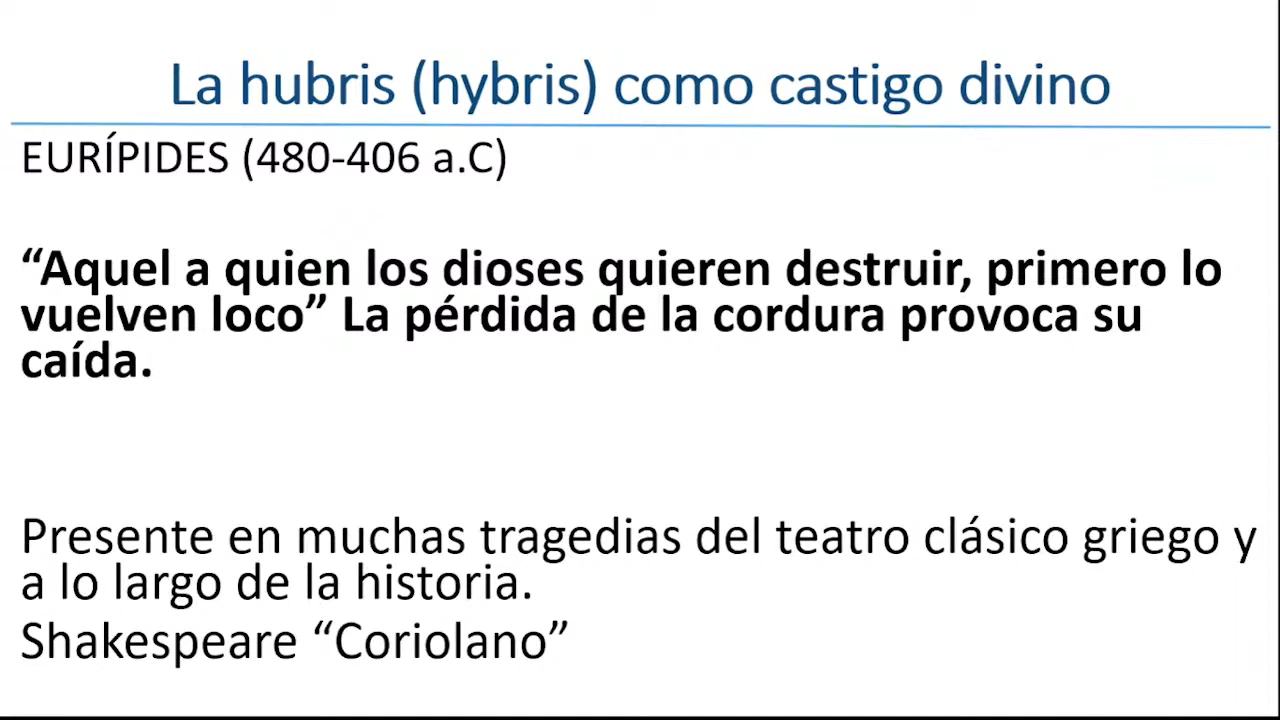 La hubris (hybris) como castigo divino
EURÍPIDES (480-406 a.C)
“Aquel a quien los dioses quieren destruir, primero lo
vuelven loco” La pérdida de la cordura provoca su
caída.
Presente en muchas tragedias del teatro clásico griego y
a lo largo de la historia.
Shakespeare “Coriolano”